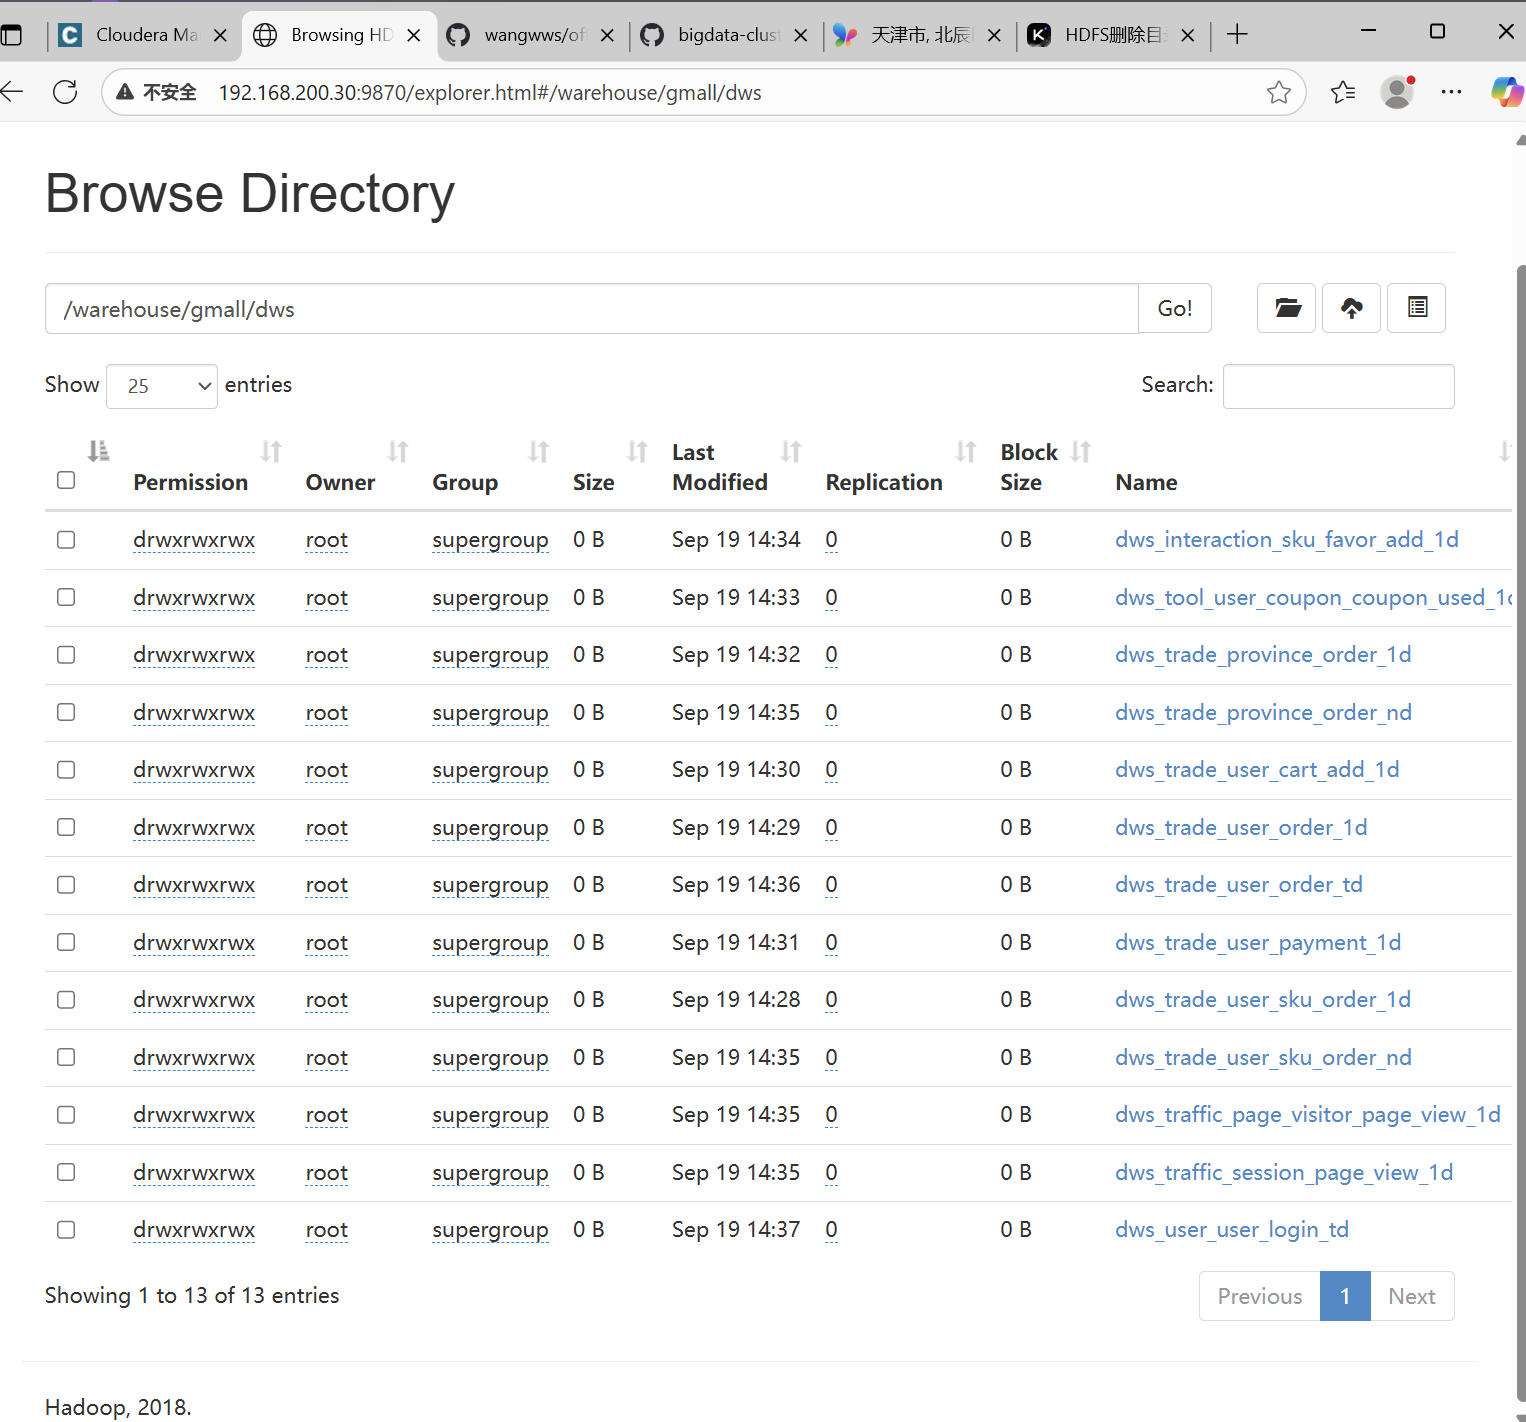 Cloudera Ma
Browsing HD
wangwws/of
bigdata-clust
天津市, 北辰
HDFS删除目
不安全 192.168.200.30:9870/explorer.html#/warehouse/gmall/dws
Browse Directory
/warehouse/gmall/dws Go!
Show 25 entries Search:
Permission Owner Group Size Last Modified Replication Block Size Name
drwxrwxrwx root supergroup 0 B Sep 19 14:34 0 0 B dws_interaction_sku_favor_add_1d
drwxrwxrwx root supergroup 0 B Sep 19 14:33 0 0 B dws_tool_user_coupon_coupon_used_1d
drwxrwxrwx root supergroup 0 B Sep 19 14:32 0 0 B dws_trade_province_order_1d
drwxrwxrwx root supergroup 0 B Sep 19 14:35 0 0 B dws_trade_province_order_nd
drwxrwxrwx root supergroup 0 B Sep 19 14:30 0 0 B dws_trade_user_cart_add_1d
drwxrwxrwx root supergroup 0 B Sep 19 14:29 0 0 B dws_trade_user_order_1d
drwxrwxrwx root supergroup 0 B Sep 19 14:36 0 0 B dws_trade_user_order_td
drwxrwxrwx root supergroup 0 B Sep 19 14:31 0 0 B dws_trade_user_payment_1d
drwxrwxrwx root supergroup 0 B Sep 19 14:28 0 0 B dws_trade_user_sku_order_1d
drwxrwxrwx root supergroup 0 B Sep 19 14:35 0 0 B dws_trade_user_sku_order_nd
drwxrwxrwx root supergroup 0 B Sep 19 14:35 0 0 B dws_traffic_page_visitor_page_view_1d
drwxrwxrwx root supergroup 0 B Sep 19 14:35 0 0 B dws_traffic_session_page_view_1d
drwxrwxrwx root supergroup 0 B Sep 19 14:37 0 0 B dws_user_user_login_td
Showing 1 to 13 of 13 entries Previous 1 Next
Hadoop, 2018.